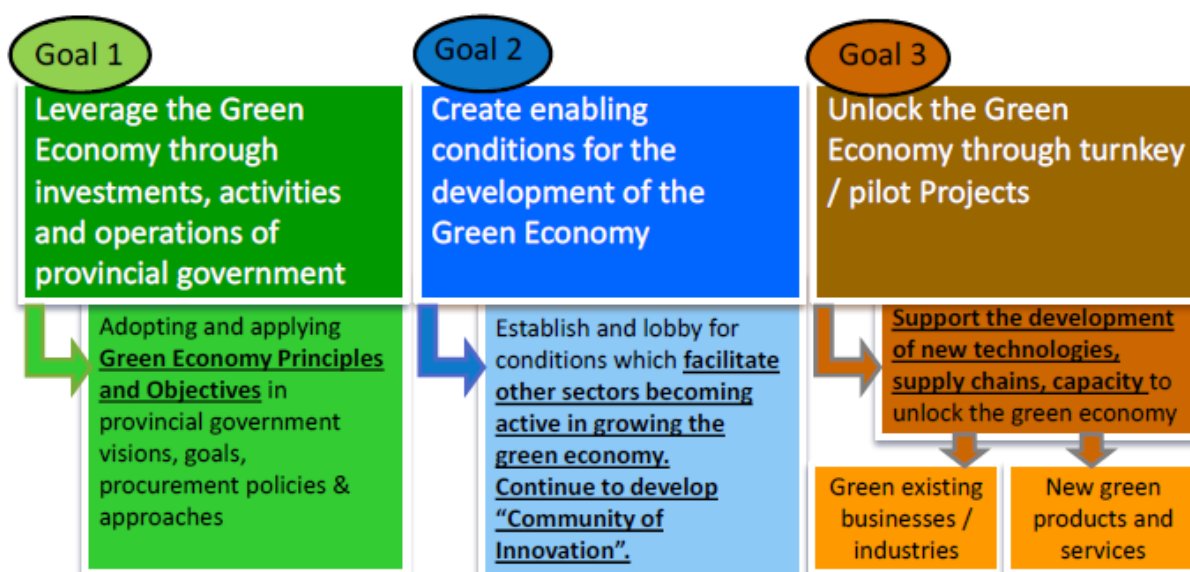 Goal 1
Leverage the Green
Economy through
investments, activities
and operations of
provincial government
Adopting and applying
Green Economy Principles
and Objectives in
provincial government
visions, goals,
procurement policies &
approaches
Goal 2
Create enabling
conditions for the
development of the
Green Economy
Establish and lobby for
conditions which facilitate
other sectors becoming
active in growing the
green economy.
Continue to develop
“Community of
Innovation”.
Goal 3
Unlock the Green
Economy through turnkey
/ pilot Projects
Support the development
of new technologies,
supply chains, capacity to
unlock the green economy
Green existing
businesses /
industries
New green
products and
services